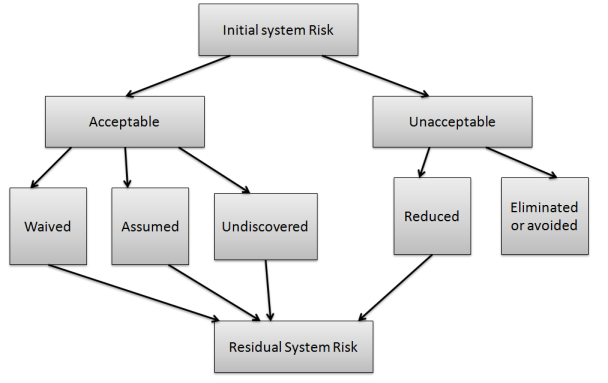 Initial system Risk
Acceptable
Unacceptable
Waived
Assumed
Undiscovered
Reduced
Eliminated
or avoided
Residual System Risk